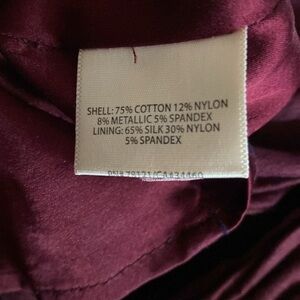 SHELL: 75% COTTON 12% NYLON
8% METALLIC 5% SPANDEX
LINING: 65% SILK 30% NYLON
5% SPANDEX